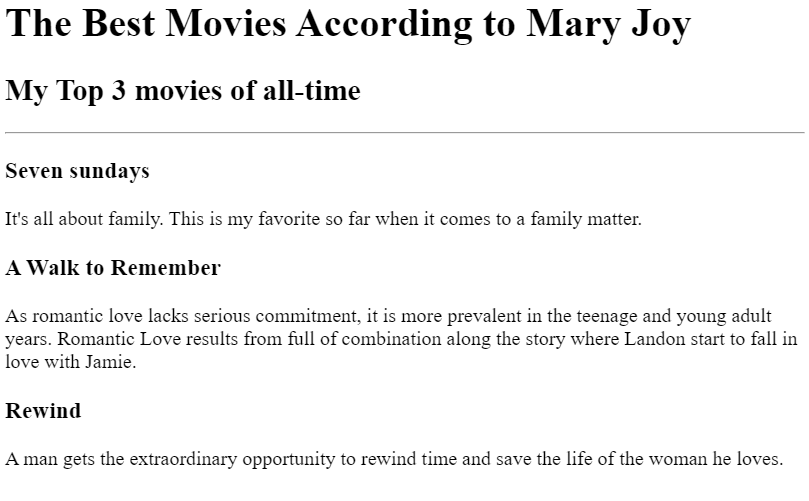 The Best Movies According to Mary Joy
My Top 3 movies of all-time
Seven sundays
It's all about family. This is my favorite so far when it comes to a family matter.
A Walk to Remember
As romantic love lacks serious commitment, it is more prevalent in the teenage and young adult
years. Romantic Love results from full of combination along the story where Landon start to fall in
love with Jamie.
Rewind
A man gets the extraordinary opportunity to rewind time and save the life of the woman he loves.